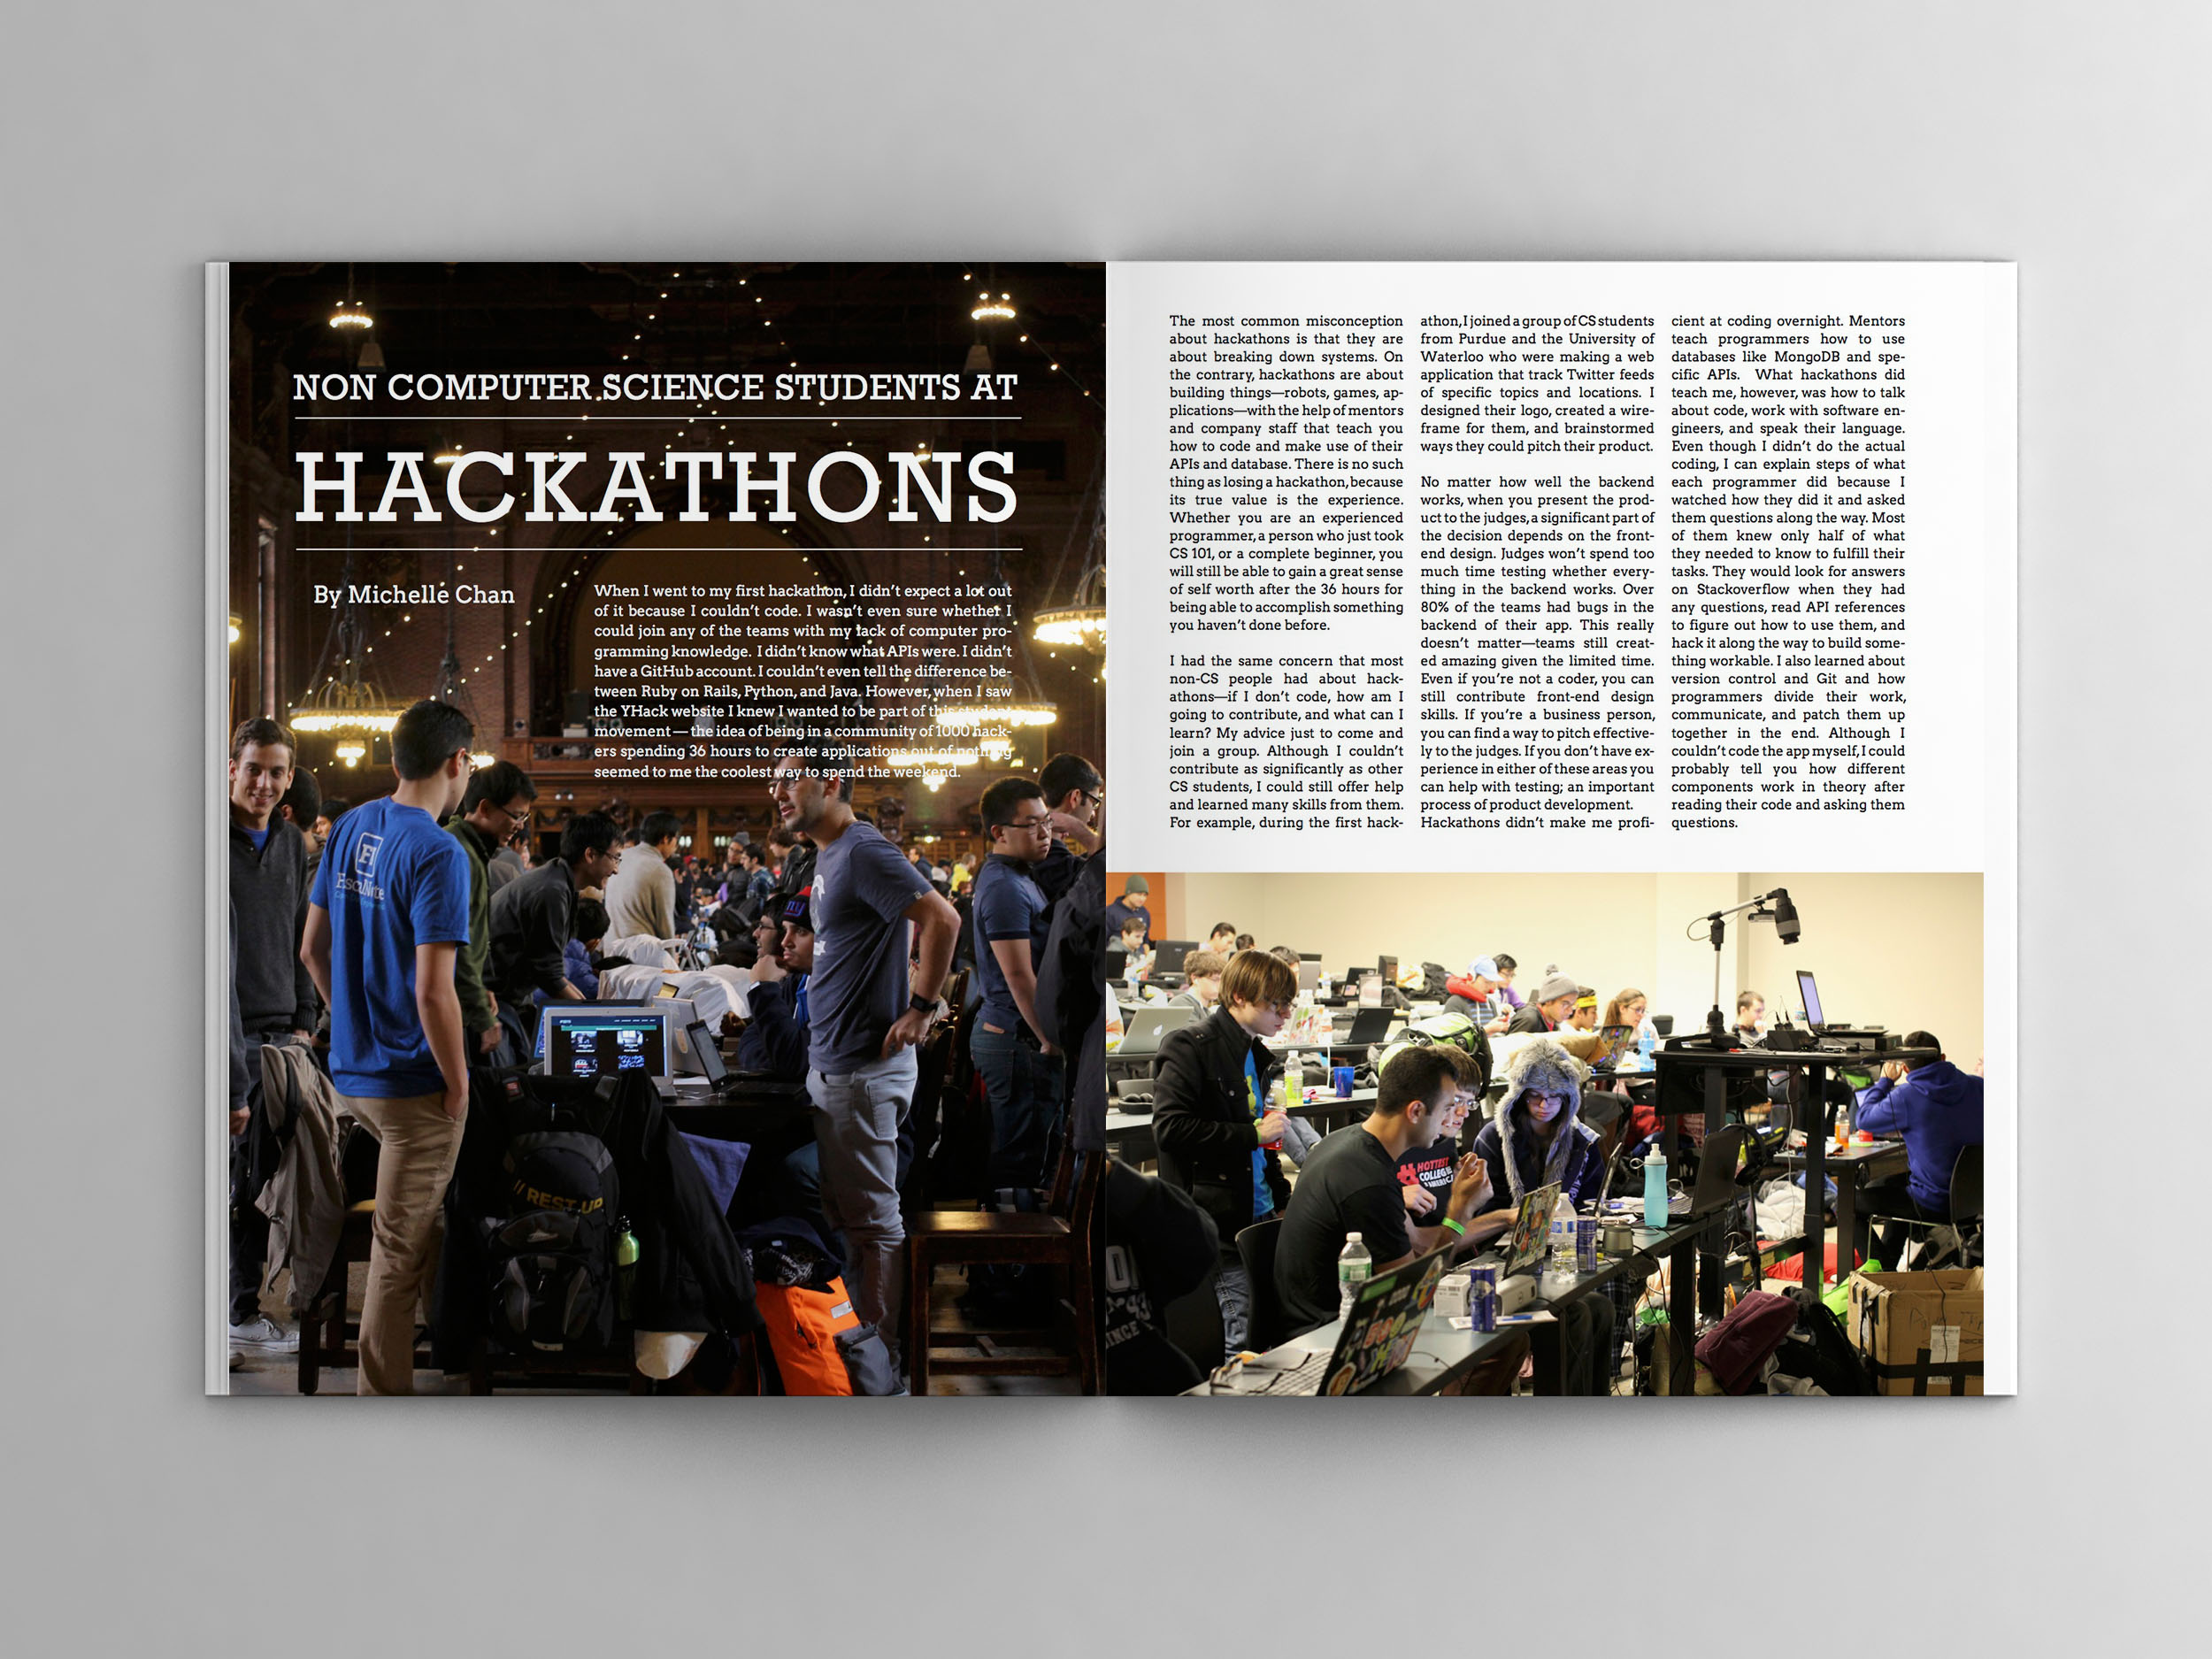 NON COMPUTER SCIENCE STUDENTS AT
HACKATHONS
By Michelle Chan
When I went to my first hackathon, I didn't expect a lot out
of it because I couldn't code. I wasn't even sure whether I
could join any of the teams with my lack of computer pro-
gramming knowledge. I didn't know what APIs were. I didn't
have a GitHub account. I couldn't even tell the difference be-
tween Ruby on Rails, Python, and Java. However, when I saw
the YHack website I knew I wanted to be part of this student
movement — the idea of being in a community of 1000 hack-
ers spending 36 hours to create applications out of nothing
seemed to me the coolest way to spend the weekend.
The most common misconception
about hackathons is that they are
about breaking down systems. On
the contrary, hackathons are about
building things—robots, games, ap-
plications—with the help of mentors
and company staff that teach you
how to code and make use of their
APIs and database. There is no such
thing as losing a hackathon, because
its true value is the experience.
Whether you are an experienced
programmer, a person who just took
CS 101, or a complete beginner, you
will still be able to gain a great sense
of self worth after the 36 hours for
being able to accomplish something
you haven't done before.
I had the same concern that most
non-CS people had about hack-
athons—if I don't code, how am I
going to contribute, and what can I
learn? My advice just to come and
join a group. Although I couldn't
contribute as significantly as other
CS students, I could still offer help
and learned many skills from them.
For example, during the first hack-
athon, I joined a group of CS students
from Purdue and the University of
Waterloo who were making a web
application that track Twitter feeds
of specific topics and locations. I
designed their logo, created a wire-
frame for them, and brainstormed
ways they could pitch their product.
No matter how well the backend
works, when you present the prod-
uct to the judges, a significant part of
the decision depends on the front-
end design. Judges won't spend too
much time testing whether every-
thing in the backend works. Over
80% of the teams had bugs in the
backend of their app. This really
doesn't matter—teams still creat-
ed amazing given the limited time.
Even if you're not a coder, you can
still contribute front-end design
skills. If you're a business person,
you can find a way to pitch effective-
ly to the judges. If you don't have ex-
perience in either of these areas you
can help with testing; an important
process of product development.
Hackathons didn't make me profi-
cient at coding overnight. Mentors
teach programmers how to use
databases like MongoDB and spe-
cific APIs. What hackathons did
teach me, however, was how to talk
about code, work with software en-
gineers, and speak their language.
Even though I didn't do the actual
coding, I can explain steps of what
each programmer did because I
watched how they did it and asked
them questions along the way. Most
of them knew only half of what
they needed to know to fulfill their
tasks. They would look for answers
on Stackoverflow when they had
any questions, read API references
to figure out how to use them, and
hack it along the way to build some-
thing workable. I also learned about
version control and Git and how
programmers divide their work,
communicate, and patch them up
together in the end. Although I
couldn't code the app myself, I could
probably tell you how different
components work in theory after
reading their code and asking them
questions.
// REST.UP
HOTTEST
COLLEGE